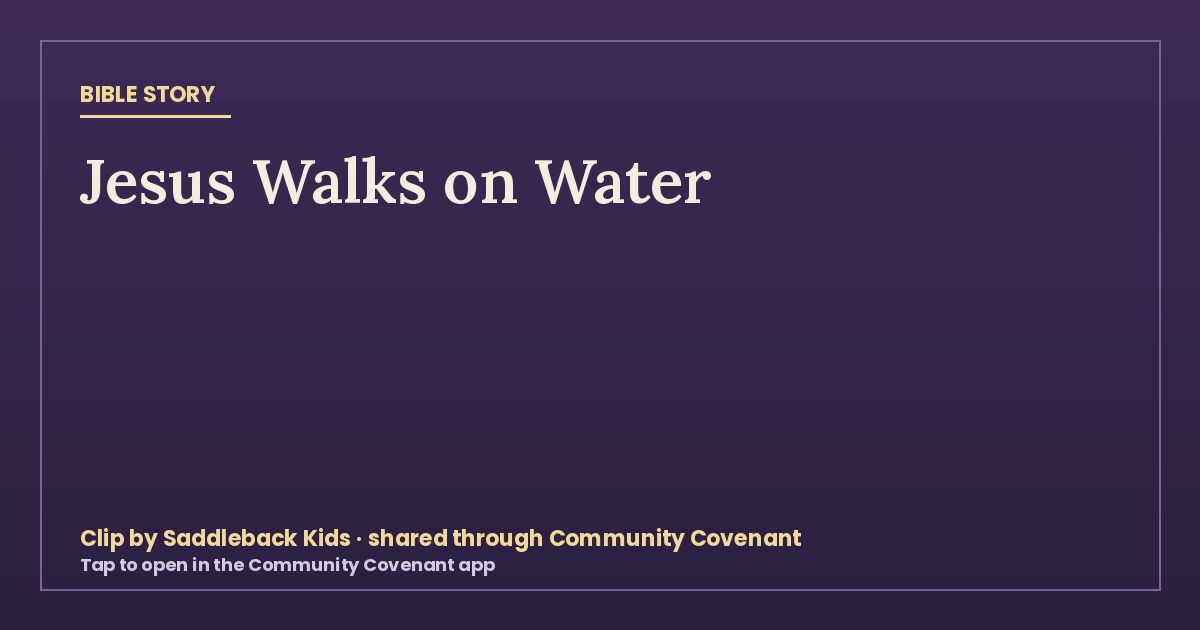 BIBLE STORY
Jesus Walks on Water
Clip by Saddleback Kids · shared through Community Covenant
Tap to open in the Community Covenant app